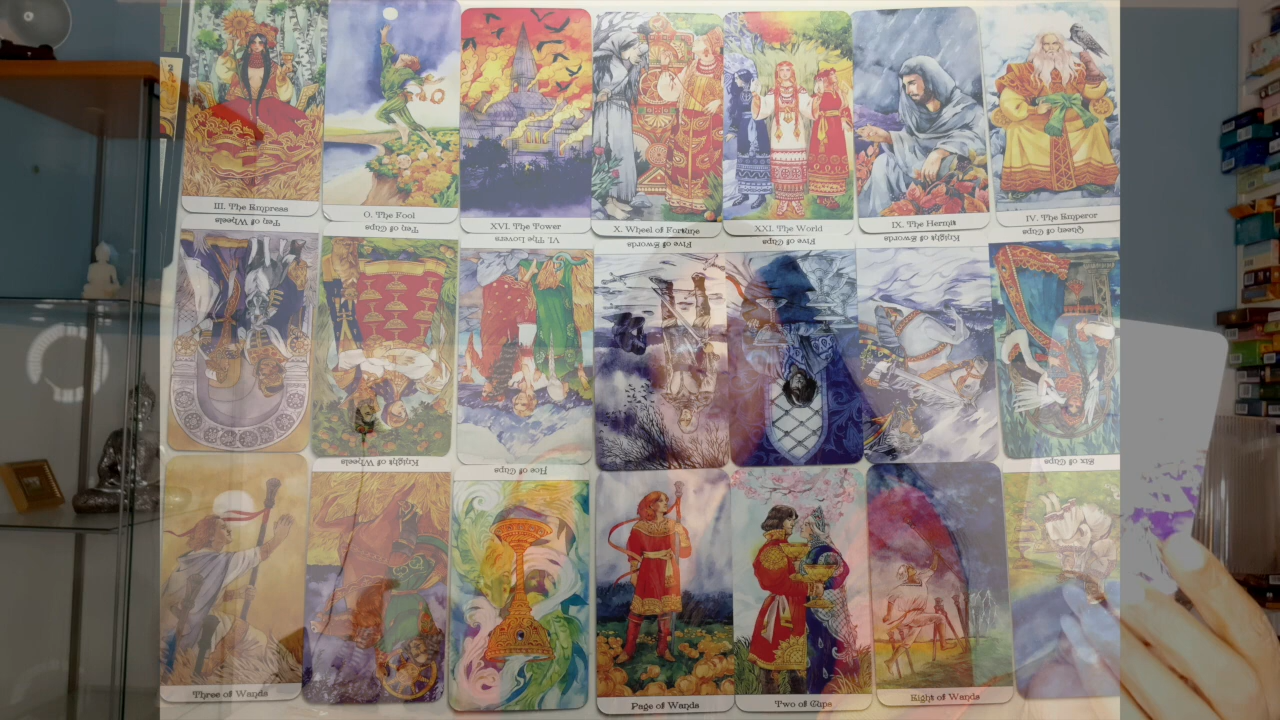 III. The Empress
0. The Fool
XVI. The Tower
X. Wheel of Fortune
XXI. The World
IX. The Hermit
IV. The Emperor
Ten of Wheels
Ten of Cups
VI. The Lovers
Five of Swords
Five of Cups
Knight of Swords
Queen of Cups
Knight of Wheels
Ace of Cups
Six of Cups
Three of Wands
Page of Wands
Two of Cups
Eight of Wands